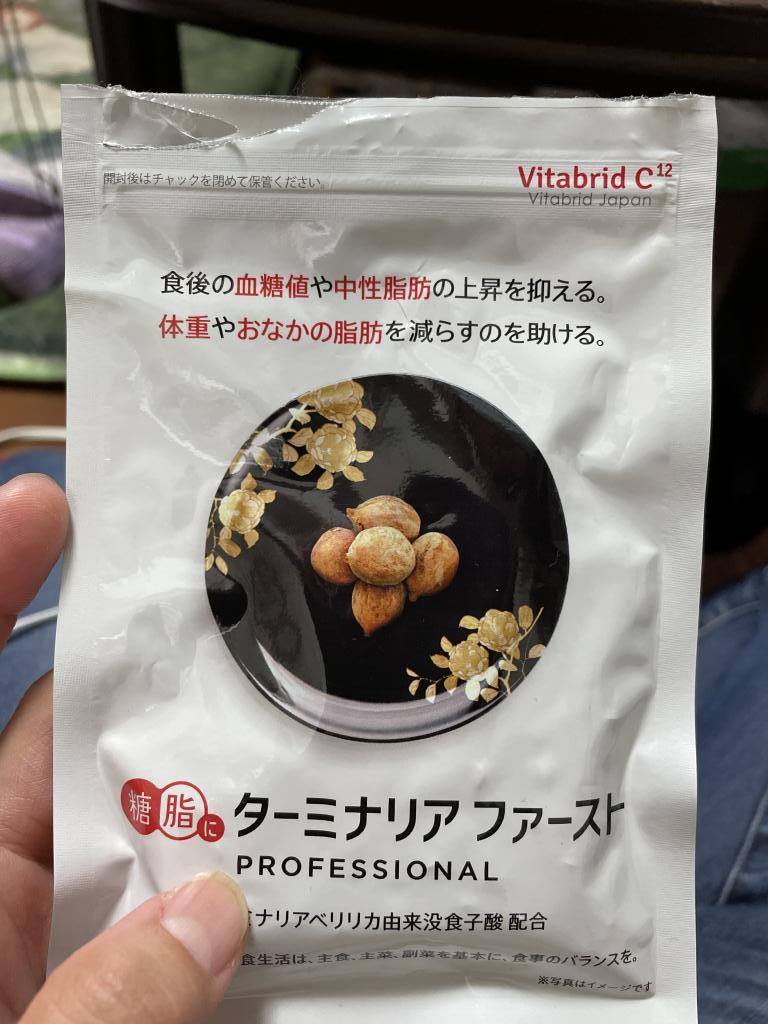 開封後はチャックを閉めて保管ください。
Vitabrid C¹²
Vitabrid Japan
食後の血糖値や中性脂肪の上昇を抑える。
体重やおなかの脂肪を減らすのを助ける。
糖 脂 に ターミナリア ファースト
PROFESSIONAL
ミナリアベリリカ由来没食子酸 配合
食生活は、主食、主菜、副菜を基本に、食事のバランスを。
※写真はイメージです